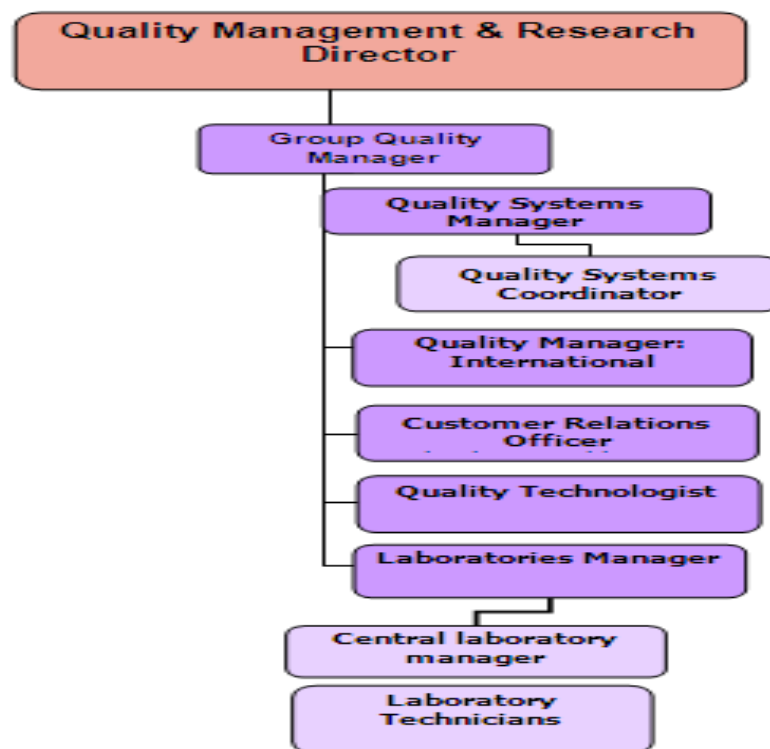 Quality Management & Research
Director
Group Quality
Manager
Quality Systems
Manager
Quality Systems
Coordinator
Quality Manager:
International
Customer Relations
Officer
Quality Technologist
Laboratories Manager
Central laboratory
manager
Laboratory
Technicians